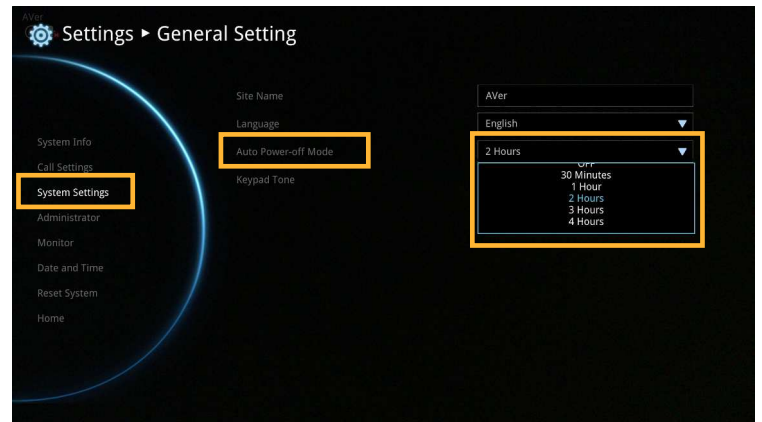 AVer
Settings ► General Setting
Site Name
AVer
Language
English
Auto Power-off Mode
2 Hours
OFF
30 Minutes
1 Hour
2 Hours
3 Hours
4 Hours
Keypad Tone
System Info
Call Settings
System Settings
Administrator
Monitor
Date and Time
Reset System
Home